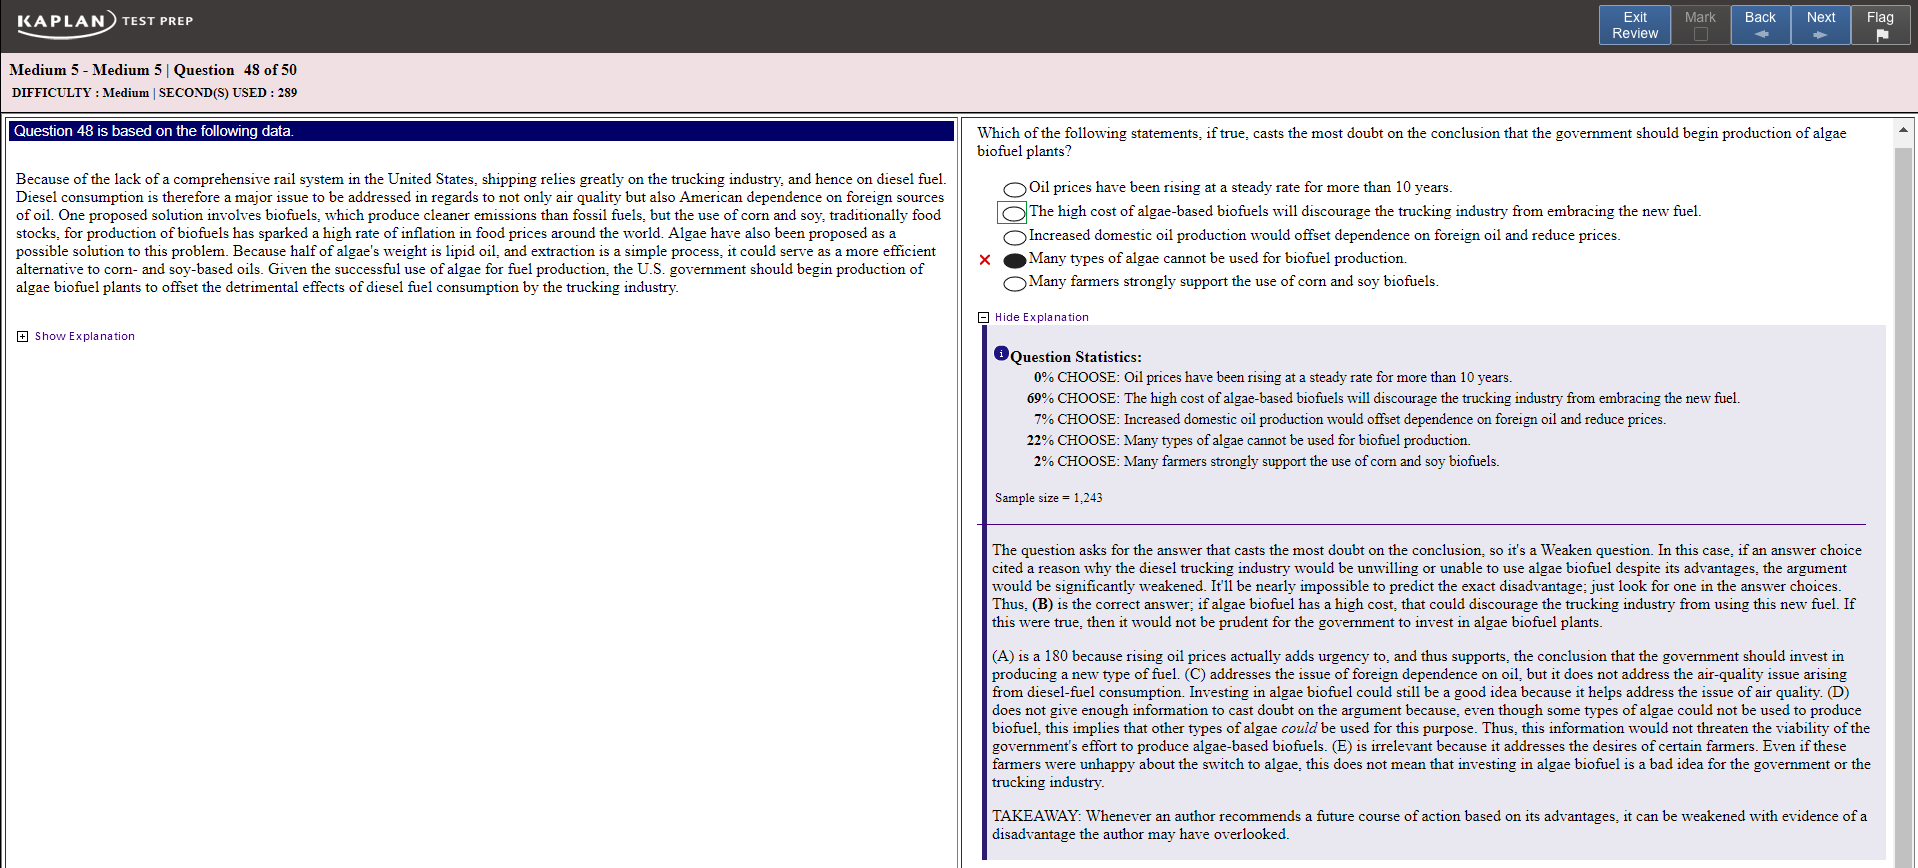 KAPLAN TEST PREP
Exit Review
Mark
Back
Next
Flag
Medium 5 - Medium 5 | Question 48 of 50
DIFFICULTY : Medium | SECOND(S) USED : 289
Question 48 is based on the following data.
Because of the lack of a comprehensive rail system in the United States, shipping relies greatly on the trucking industry, and hence on diesel fuel.
Diesel consumption is therefore a major issue to be addressed in regards to not only air quality but also American dependence on foreign sources
of oil. One proposed solution involves biofuels, which produce cleaner emissions than fossil fuels, but the use of corn and soy, traditionally food
stocks, for production of biofuels has sparked a high rate of inflation in food prices around the world. Algae have also been proposed as a
possible solution to this problem. Because half of algae's weight is lipid oil, and extraction is a simple process, it could serve as a more efficient
alternative to corn- and soy-based oils. Given the successful use of algae for fuel production, the U.S. government should begin production of
algae biofuel plants to offset the detrimental effects of diesel fuel consumption by the trucking industry.
Show Explanation
Which of the following statements, if true, casts the most doubt on the conclusion that the government should begin production of algae
biofuel plants?
Oil prices have been rising at a steady rate for more than 10 years.
The high cost of algae-based biofuels will discourage the trucking industry from embracing the new fuel.
Increased domestic oil production would offset dependence on foreign oil and reduce prices.
Many types of algae cannot be used for biofuel production.
Many farmers strongly support the use of corn and soy biofuels.
Hide Explanation
Question Statistics:
0% CHOOSE: Oil prices have been rising at a steady rate for more than 10 years.
69% CHOOSE: The high cost of algae-based biofuels will discourage the trucking industry from embracing the new fuel.
7% CHOOSE: Increased domestic oil production would offset dependence on foreign oil and reduce prices.
22% CHOOSE: Many types of algae cannot be used for biofuel production.
2% CHOOSE: Many farmers strongly support the use of corn and soy biofuels.
Sample size = 1,243
The question asks for the answer that casts the most doubt on the conclusion, so it's a Weaken question. In this case, if an answer choice
cited a reason why the diesel trucking industry would be unwilling or unable to use algae biofuel despite its advantages, the argument
would be significantly weakened. It'll be nearly impossible to predict the exact disadvantage; just look for one in the answer choices.
Thus, (B) is the correct answer; if algae biofuel has a high cost, that could discourage the trucking industry from using this new fuel. If
this were true, then it would not be prudent for the government to invest in algae biofuel plants.
(A) is a 180 because rising oil prices actually adds urgency to, and thus supports, the conclusion that the government should invest in
producing a new type of fuel. (C) addresses the issue of foreign dependence on oil, but it does not address the air-quality issue arising
from diesel-fuel consumption. Investing in algae biofuel could still be a good idea because it helps address the issue of air quality. (D)
does not give enough information to cast doubt on the argument because, even though some types of algae could not be used to produce
biofuel, this implies that other types of algae could be used for this purpose. Thus, this information would not threaten the viability of the
government's effort to produce algae-based biofuels. (E) is irrelevant because it addresses the desires of certain farmers. Even if these
farmers were unhappy about the switch to algae, this does not mean that investing in algae biofuel is a bad idea for the government or the
trucking industry.
TAKEAWAY: Whenever an author recommends a future course of action based on its advantages, it can be weakened with evidence of a
disadvantage the author may have overlooked.